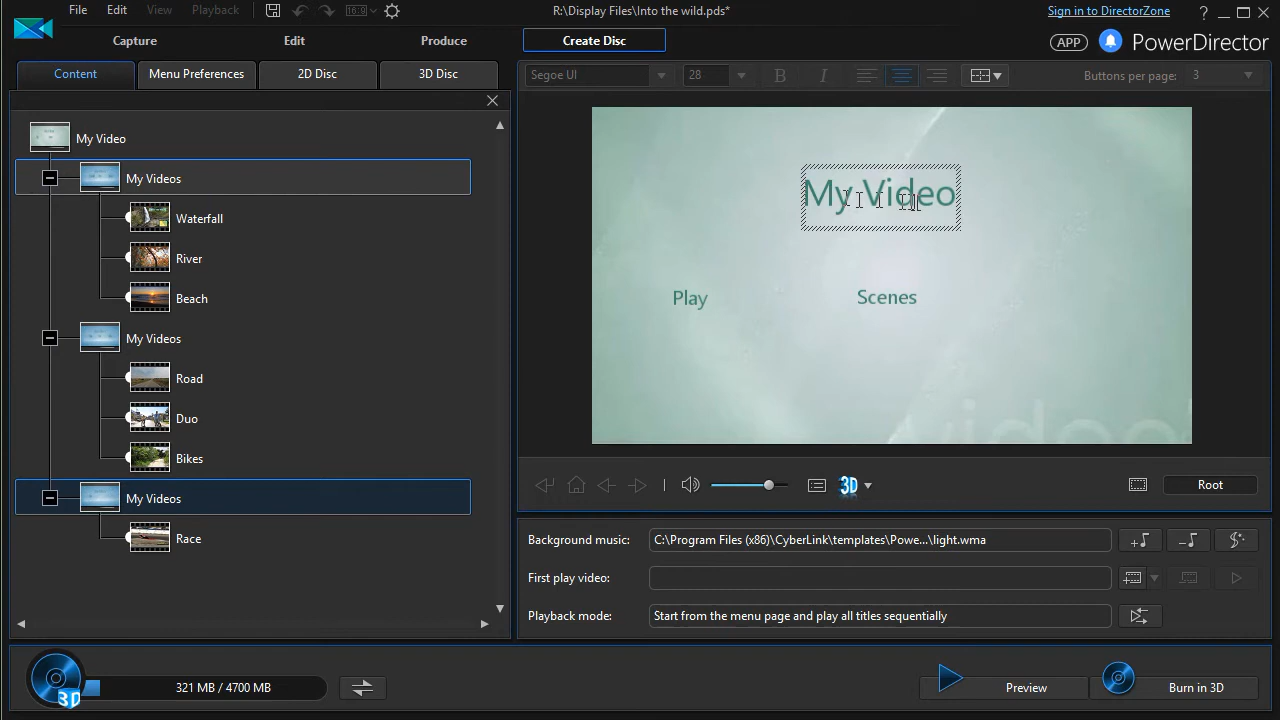 File Edit View Playback 16:8 R:\Display Files\Into the wild.pds* Sign in to DirectorZone ?
Capture Edit Produce Create Disc APP PowerDirector
Content Menu Preferences 2D Disc 3D Disc Segoe UI 28 B I Buttons per page: 3
My Video
My Videos
Waterfall
River
Beach
My Videos
Road
Duo
Bikes
My Videos
Race
My Video
Play Scenes
video
3D Root
Background music: C:\Program Files (x86)\CyberLink\templates\Powe...\light.wma
First play video:
Playback mode: Start from the menu page and play all titles sequentially
3D 321 MB / 4700 MB Preview Burn in 3D